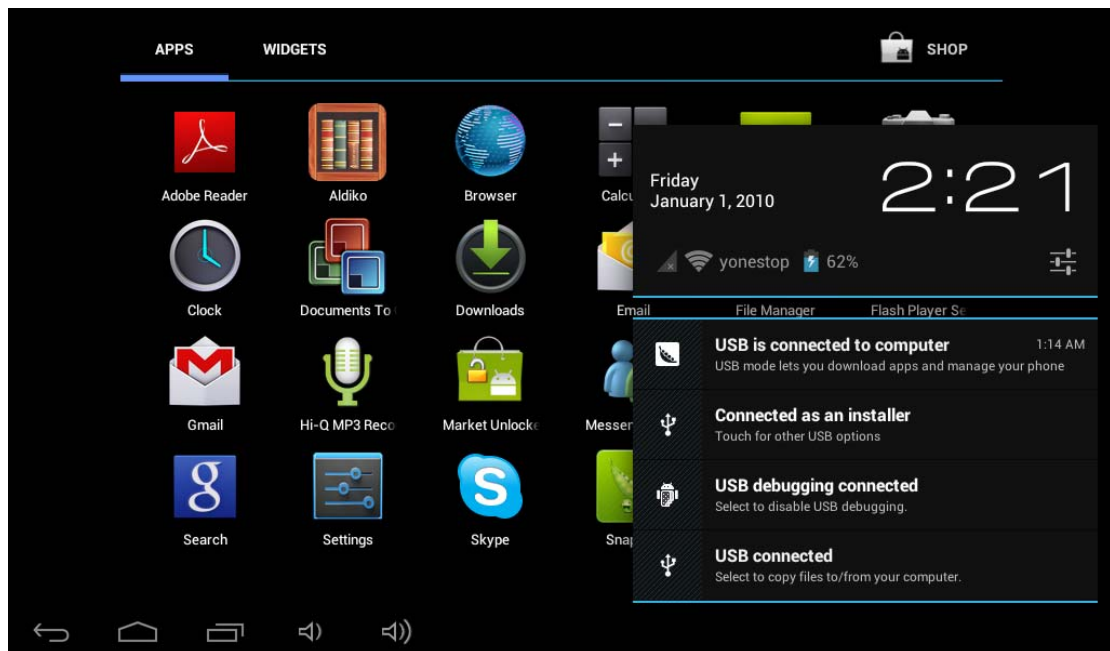 APPS WIDGETS SHOP
Adobe Reader Aldiko Browser Calcu
Clock Documents To Downloads Email File Manager Flash Player Se
Gmail Hi-Q MP3 Reco Market Unlocke Messen
Search Settings Skype Snap
Friday
January 1, 2010
2:21
yonestop 62%
USB is connected to computer 1:14 AM
USB mode lets you download apps and manage your phone
Connected as an installer
Touch for other USB options
USB debugging connected
Select to disable USB debugging.
USB connected
Select to copy files to/from your computer.